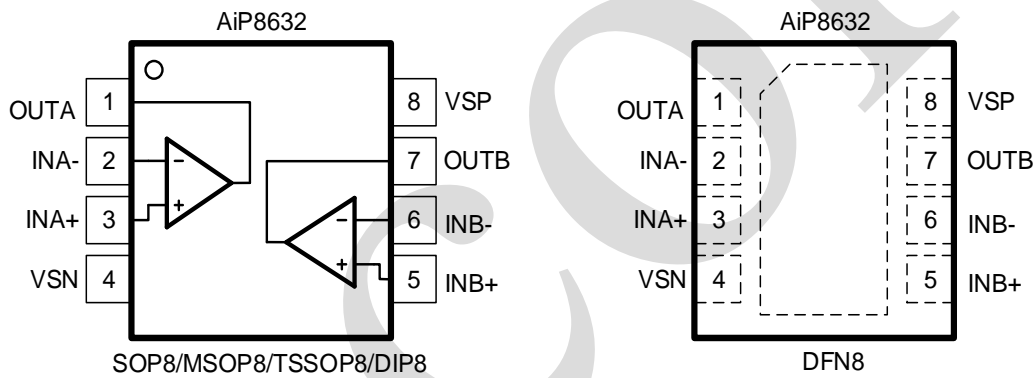 AiP8632
OUTA 1
INA- 2
INA+ 3
VSN 4
8 VSP
7 OUTB
6 INB-
5 INB+
-
+
-
+
SOP8/MSOP8/TSSOP8/DIP8
AiP8632
OUTA 1
INA- 2
INA+ 3
VSN 4
8 VSP
7 OUTB
6 INB-
5 INB+
DFN8